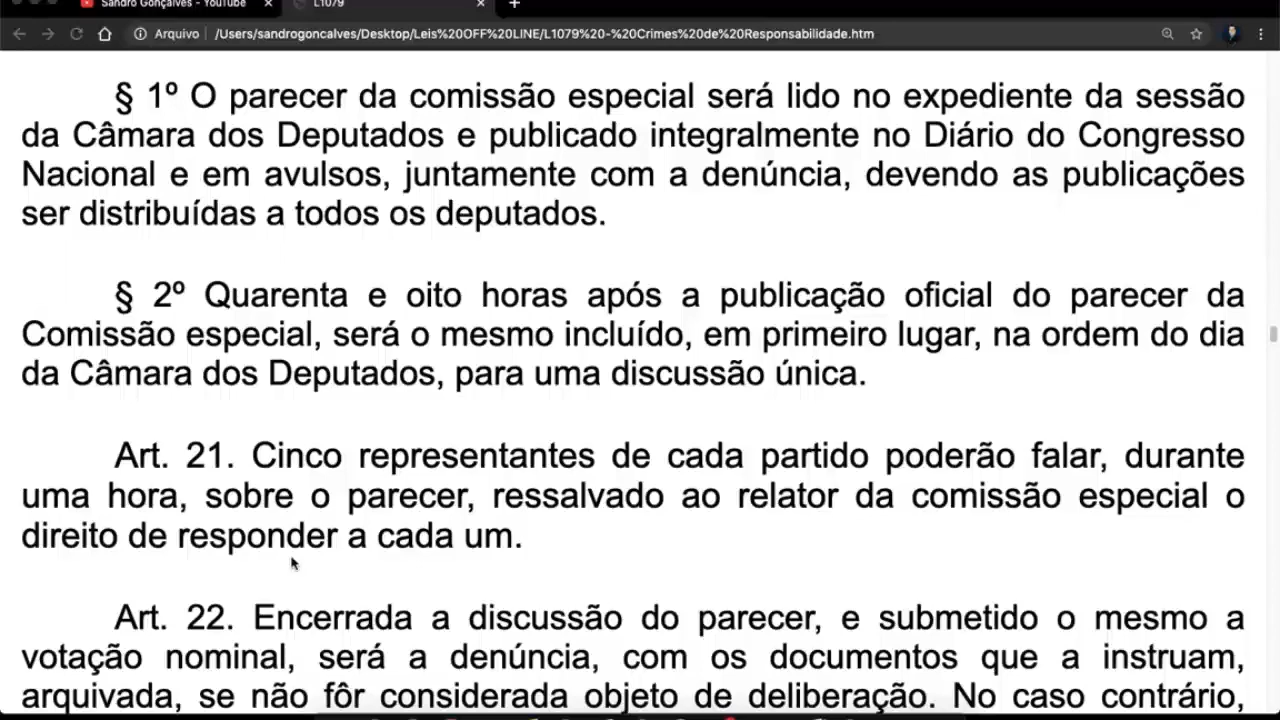 Sandro Gonçalves - YouTube × L1079 × +
Arquivo | /Users/sandrogoncalves/Desktop/Leis%20OFF%20LINE/L1079%20-%20Crimes%20de%20Responsabilidade.htm
§ 1º O parecer da comissão especial será lido no expediente da sessão
da Câmara dos Deputados e publicado integralmente no Diário do Congresso
Nacional e em avulsos, juntamente com a denúncia, devendo as publicações
ser distribuídas a todos os deputados.
§ 2º Quarenta e oito horas após a publicação oficial do parecer da
Comissão especial, será o mesmo incluído, em primeiro lugar, na ordem do dia
da Câmara dos Deputados, para uma discussão única.
Art. 21. Cinco representantes de cada partido poderão falar, durante
uma hora, sobre o parecer, ressalvado ao relator da comissão especial o
direito de responder a cada um.
Art. 22. Encerrada a discussão do parecer, e submetido o mesmo a
votação nominal, será a denúncia, com os documentos que a instruam,
arquivada, se não fôr considerada objeto de deliberação. No caso contrário,